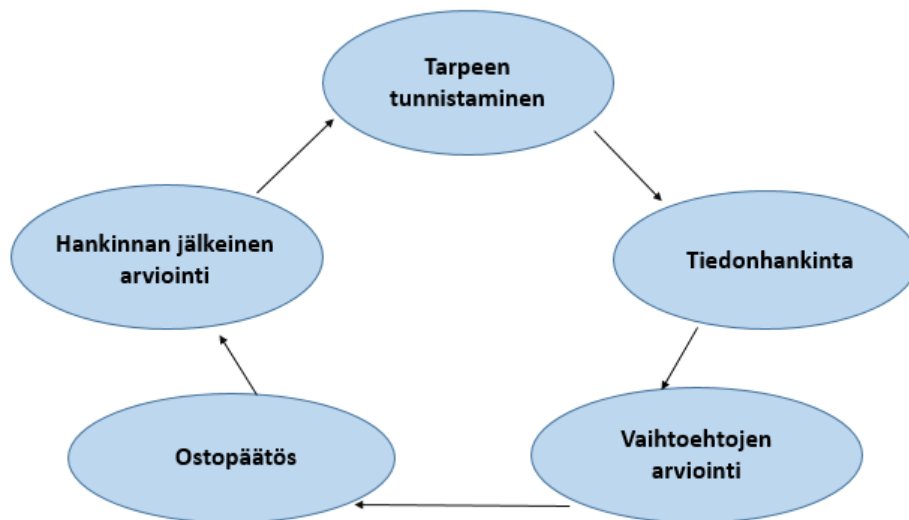 Tarpeen
tunnistaminen
Tiedonhankinta
Vaihtoehtojen
arviointi
Ostopäätös
Hankinnan jälkeinen
arviointi